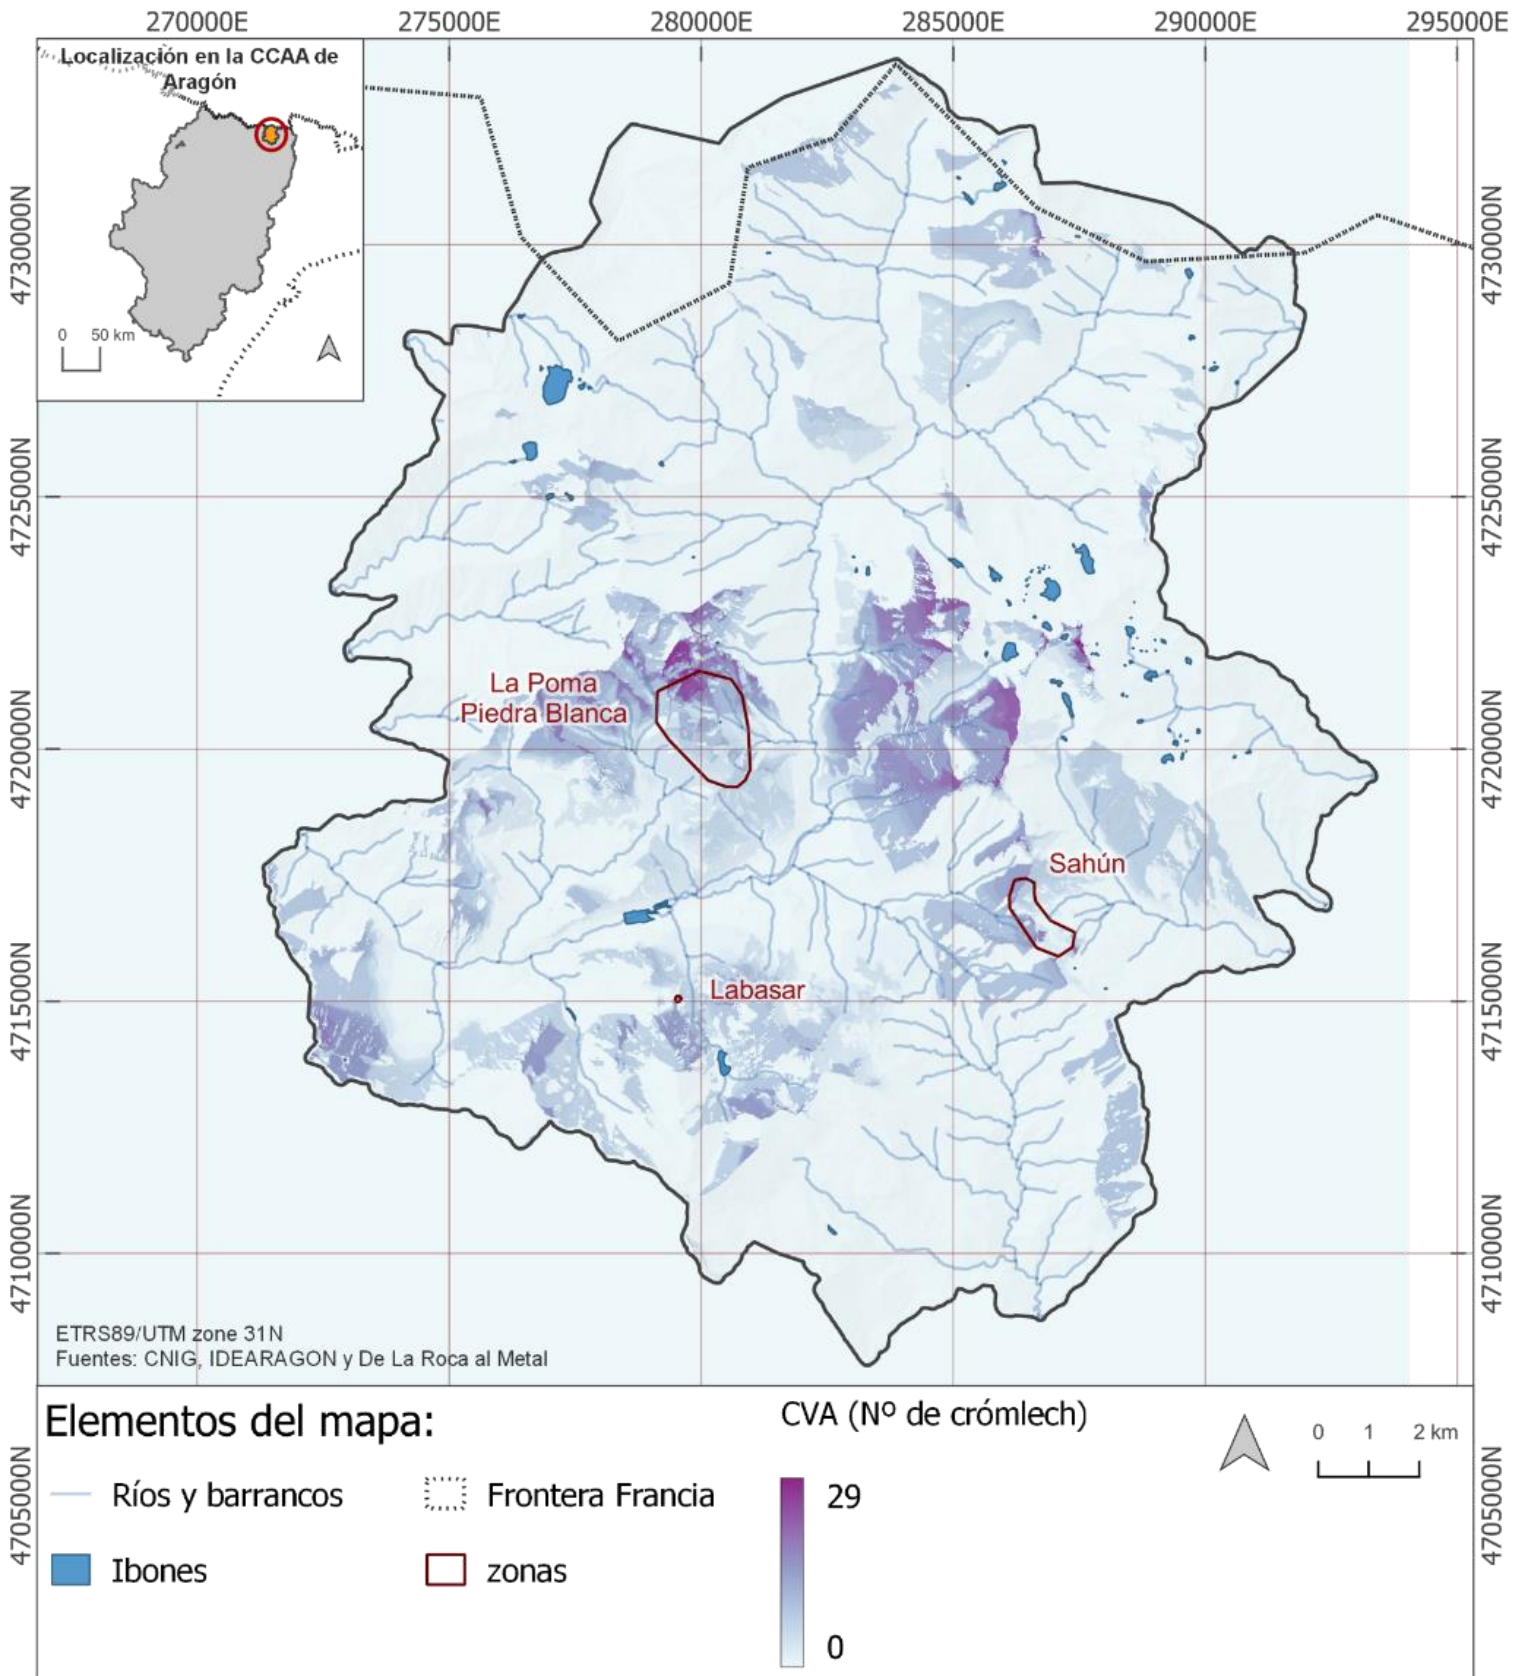 270000E 275000E 280000E 285000E 290000E 295000E
Localización en la CCAA de
Aragón
0 50 km
4730000N 4730000N
4725000N 4725000N
La Poma
Piedra Blanca
4720000N 4720000N
Sahún
Labasar
4715000N 4715000N
4710000N 4710000N
ETRS89/UTM zone 31N
Fuentes: CNIG, IDEARAGON y De La Roca al Metal
Elementos del mapa:
CVA (Nº de crómlech)
0 1 2 km
4705000N 4705000N
Ríos y barrancos
Frontera Francia
29
Ibones
zonas
0